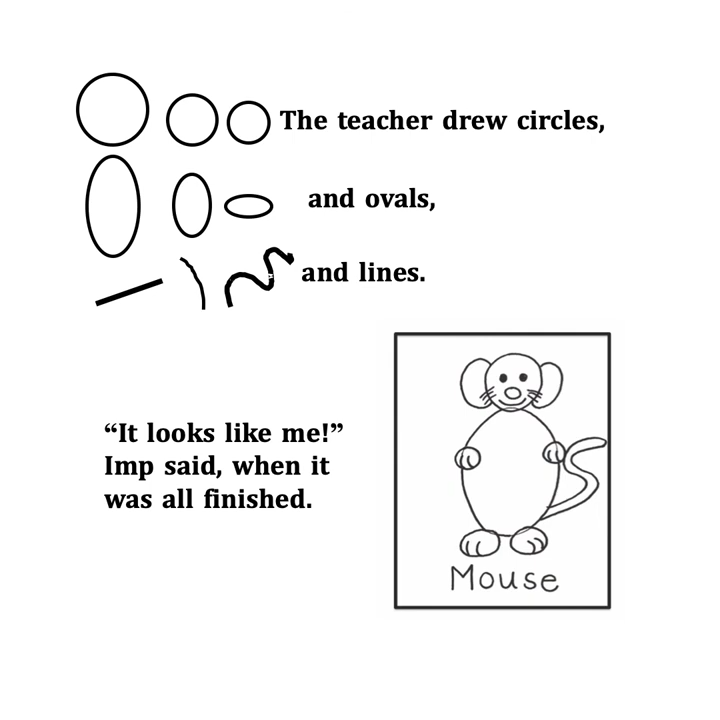 The teacher drew circles,
and ovals,
and lines.
“It looks like me!”
Imp said, when it
was all finished.
Mouse